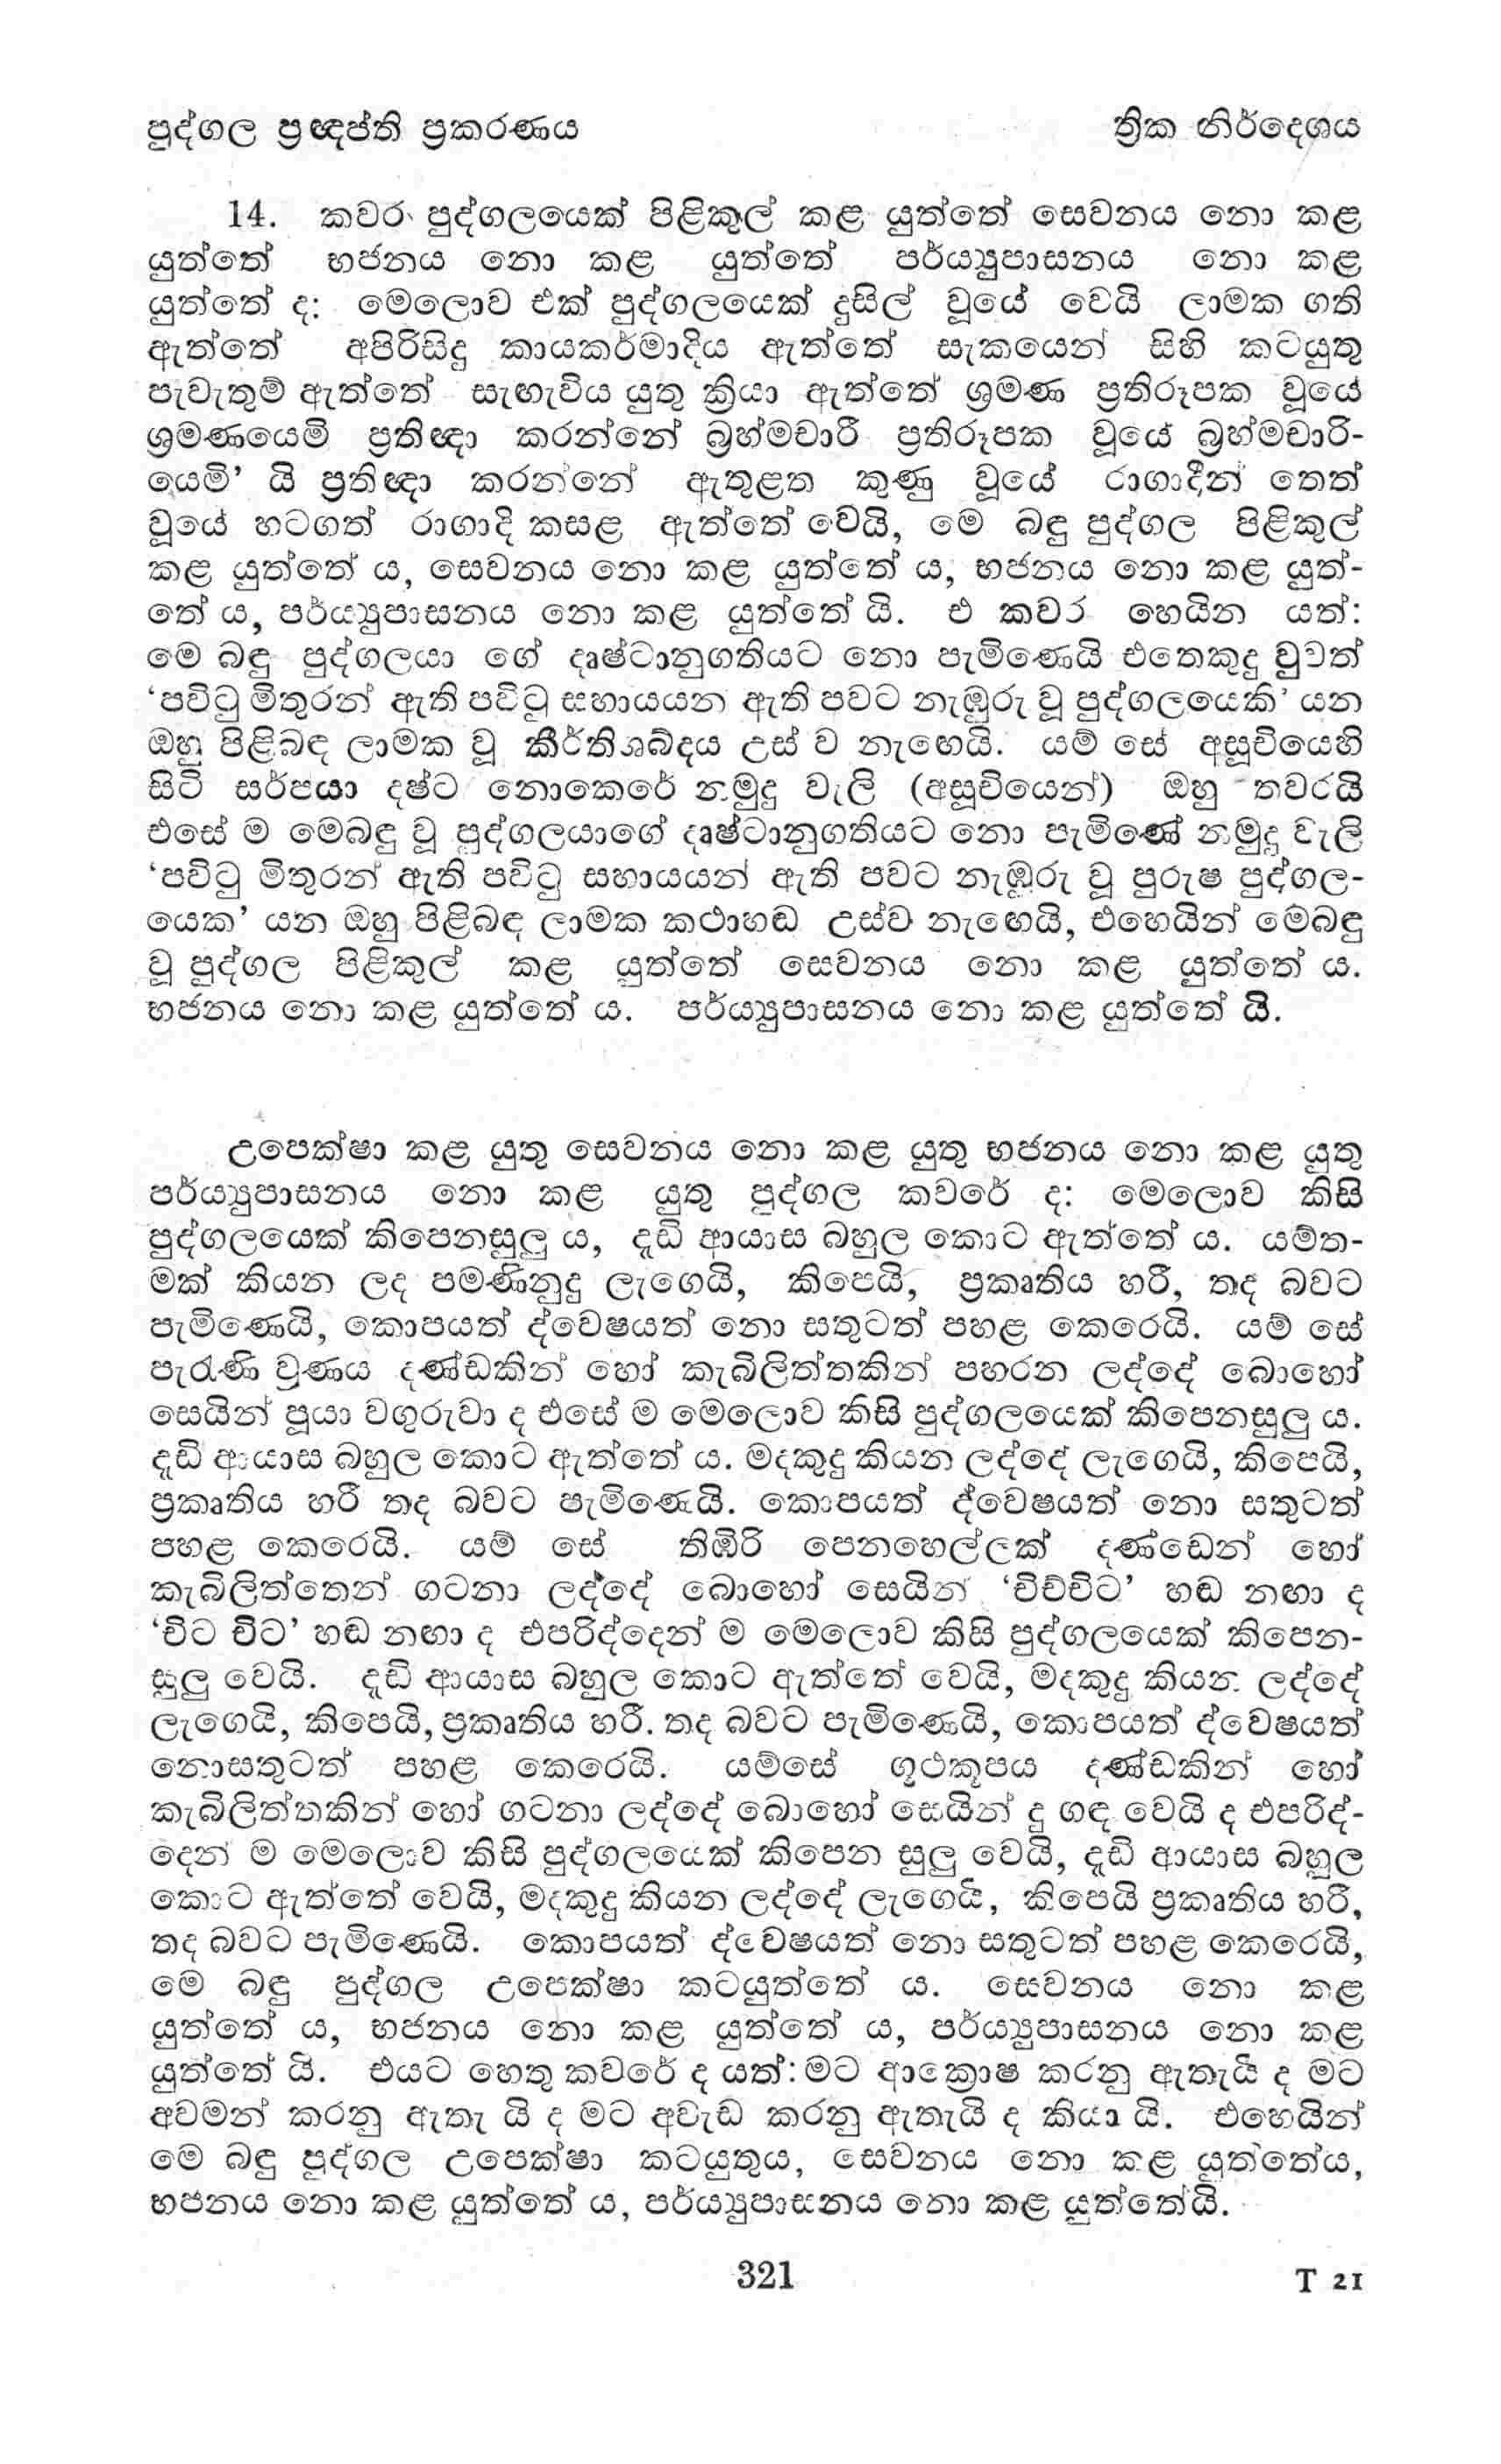 පුද්ගල ප්‍රඥප්ති ප්‍රකරණය
ත්‍රික නිර්දෙශය
14. කවර පුද්ගලයෙක් පිළිකුල් කළ යුත්තේ සෙවනය නො කළ
යුත්තේ භජනය නො කළ යුත්තේ පර්ය්‍යුපාසනය නො කළ
යුත්තේ ද: මෙලොව එක් පුද්ගලයෙක් දුසිල් වූයේ වෙයි ලාමක ගති
ඇත්තේ අපිරිසිදු කායකර්මාදිය ඇත්තේ සැකයෙන් සිහි කටයුතු
පැවැතුම් ඇත්තේ සැඟැවිය යුතු ක්‍රියා ඇත්තේ ශ්‍රමණ ප්‍රතිරූපක වූයේ
ශ්‍රමණයෙමි ප්‍රතිඥා කරන්නේ බ්‍රහ්මචාරී ප්‍රතිරූපක වූයේ බ්‍රහ්මචාරි-
යෙමි’ යි ප්‍රතිඥා කරන්නේ ඇතුළත කුණු වූයේ රාගාදීන් තෙත්
වූයේ හටගත් රාගාදි කසළ ඇත්තේ වෙයි, මෙ බඳු පුද්ගල පිළිකුල්
කළ යුත්තේ ය, සෙවනය නො කළ යුත්තේ ය, භජනය නො කළ යුත්-
තේ ය, පර්ය්‍යුපාසනය නො කළ යුත්තේ යි. එ කවර හෙයින යත්:
මෙ බඳු පුද්ගලයා ගේ දෘෂ්ටානුගතියට නො පැමිණෙයි එතෙකුදු වුවත්
‘පවිටු මිතුරන් ඇති පවිටු සහායයන ඇති පවට නැඹුරු වූ පුද්ගලයෙකි’ යන
ඔහු පිළිබඳ ලාමක වූ කීර්තිශබ්දය උස් ව නැඟෙයි. යම් සේ අසූචියෙහි
සිටි සර්පයා දෂ්ට නොකෙරේ නමුදු වැලි (අසූචියෙන්) ඔහු තවරයි
එසේ ම මෙබඳු වූ පුද්ගලයාගේ දෘෂ්ටානුගතියට නො පැමිණේ නමුදු වැලි
‘පවිටු මිතුරන් ඇති පවිටු සහායයන් ඇති පවට නැඹුරු වූ පුරුෂ පුද්ගල-
යෙක’ යන ඔහු පිළිබඳ ලාමක කථාහඬ උස්ව නැඟෙයි, එහෙයින් මෙබඳු
වූ පුද්ගල පිළිකුල් කළ යුත්තේ සෙවනය නො කළ යුත්තේ ය.
භජනය නො කළ යුත්තේ ය. පර්ය්‍යුපාසනය නො කළ යුත්තේ යි.
උපෙක්ෂා කළ යුතු සෙවනය නො කළ යුතු භජනය නො කළ යුතු
පර්ය්‍යුපාසනය නො කළ යුතු පුද්ගල කවරේ ද: මෙලොව කිසි
පුද්ගලයෙක් කිපෙනසුලු ය, දැඩි ආයාස බහුල කොට ඇත්තේ ය. යම්ත-
මක් කියන ලද පමණිනුදු ලැගෙයි, කිපෙයි, ප්‍රකෘතිය හරී, තද බවට
පැමිණෙයි, කොපයත් ද්වෙෂයත් නො සතුටත් පහළ කෙරෙයි. යම් සේ
පැරණි ව්‍රණය දණ්ඩකින් හෝ කැබිලිත්තකින් පහරන ලද්දේ බොහෝ
සෙයින් පූයා වගුරුවා ද එසේ ම මෙලොව කිසි පුද්ගලයෙක් කිපෙනසුලු ය.
දැඩි ආයාස බහුල කොට ඇත්තේ ය. මදකුදු කියන ලද්දේ ලැගෙයි, කිපෙයි,
ප්‍රකෘතිය හරී තද බවට පැමිණෙයි. කොපයත් ද්වෙෂයත් නො සතුටත්
පහළ කෙරෙයි. යම් සේ තිඹිරි පෙනහෙල්ලක් දණ්ඩෙන් හෝ
කැබිලිත්තෙන් ගටනා ලද්දේ බොහෝ සෙයින් ‘චිච්චිට’ හඬ නඟා ද
‘චිට චිට’ හඬ නඟා ද එපරිද්දෙන් ම මෙලොව කිසි පුද්ගලයෙක් කිපෙන-
සුලු වෙයි. දැඩි ආයාස බහුල කොට ඇත්තේ වෙයි, මදකුදු කියන ලද්දේ
ලැගෙයි, කිපෙයි, ප්‍රකෘතිය හරී. තද බවට පැමිණෙයි, කොපයත් ද්වෙෂයත්
නොසතුටත් පහළ කෙරෙයි. යම්සේ ගූථකූපය දණ්ඩකින් හෝ
කැබිලිත්තකින් හෝ ගටනා ලද්දේ බොහෝ සෙයින් දු ගඳ වෙයි ද එපරිද්-
දෙන් ම මෙලොව කිසි පුද්ගලයෙක් කිපෙන සුලු වෙයි, දැඩි ආයාස බහුල
කොට ඇත්තේ වෙයි, මදකුදු කියන ලද්දේ ලැගෙයි, කිපෙයි ප්‍රකෘතිය හරී,
තද බවට පැමිණෙයි. කොපයත් ද්වෙෂයත් නො සතුටත් පහළ කෙරෙයි,
මෙ බඳු පුද්ගල උපෙක්ෂා කටයුත්තේ ය. සෙවනය නො කළ
යුත්තේ ය, භජනය නො කළ යුත්තේ ය, පර්ය්‍යුපාසනය නො කළ
යුත්තේ යි. එයට හෙතු කවරේ ද යත්: මට ආක්‍රොෂ කරනු ඇතැයි ද මට
අවමන් කරනු ඇතැ යි ද මට අවැඩ කරනු ඇතැයි ද කියා යි. එහෙයින්
මෙ බඳු පුද්ගල උපෙක්ෂා කටයුතුය, සෙවනය නො කළ යුත්තේය,
භජනය නො කළ යුත්තේ ය, පර්ය්‍යුපාසනය නො කළ යුත්තේයි.
321
T 21